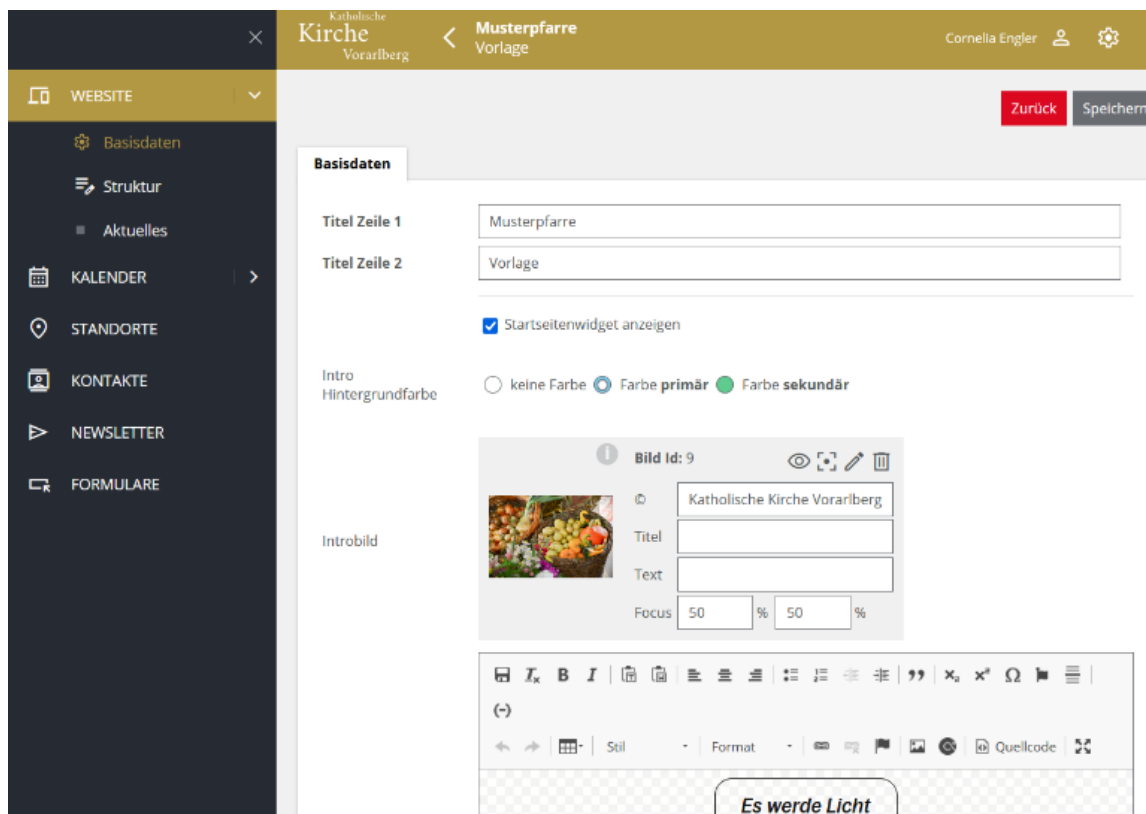 Katholische
Kirche
Vorarlberg
Musterpfarre
Vorlage
Cornelia Engler
WEBSITE
Basisdaten
Struktur
Aktuelles
KALENDER
STANDORTE
KONTAKTE
NEWSLETTER
FORMULARE
Zurück
Speichern
Basisdaten
Titel Zeile 1
Musterpfarre
Titel Zeile 2
Vorlage
Startseitenwidget anzeigen
Intro
Hintergrundfarbe
keine Farbe Farbe primär Farbe sekundär
Introbild
Bild Id: 9
© Katholische Kirche Vorarlberg
Titel
Text
Focus 50 % 50 %
Stil Format Quellcode
Es werde Licht